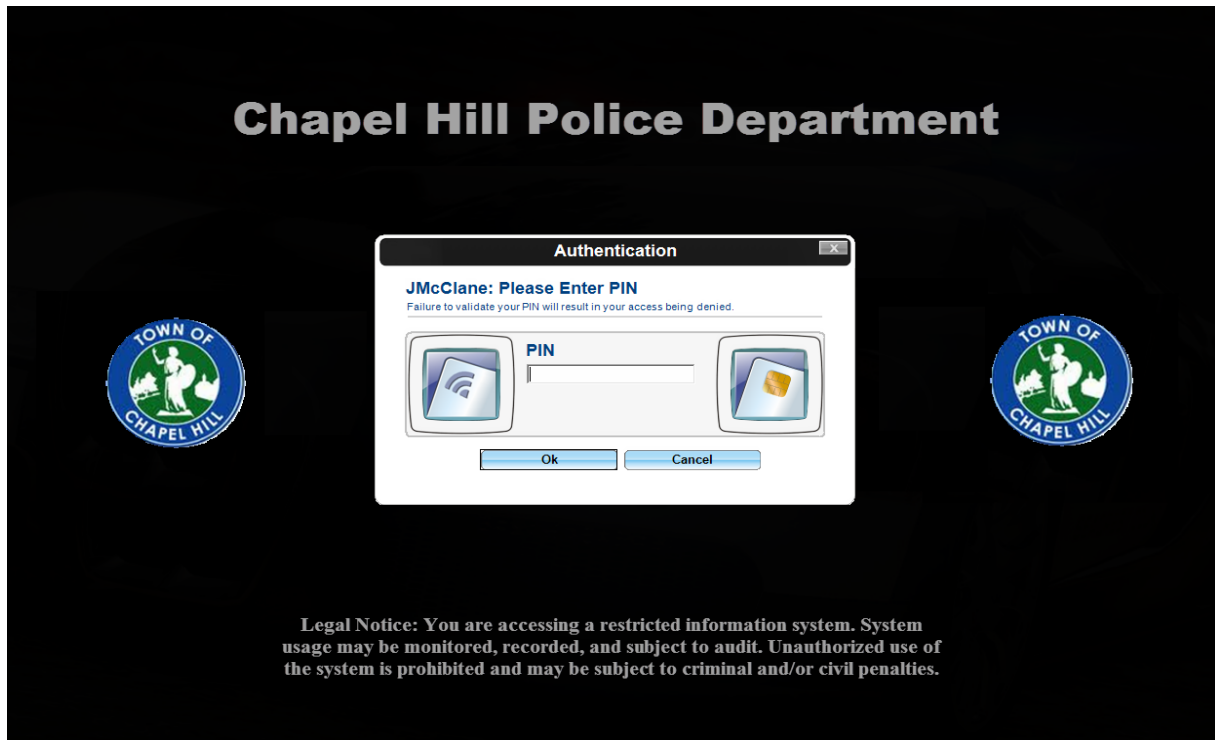 Chapel Hill Police Department
Authentication
X
JMcClane: Please Enter PIN
Failure to validate your PIN will result in your access being denied.
PIN
Ok
Cancel
TOWN OF
CHAPEL HILL
TOWN OF
CHAPEL HILL
Legal Notice: You are accessing a restricted information system. System
usage may be monitored, recorded, and subject to audit. Unauthorized use of
the system is prohibited and may be subject to criminal and/or civil penalties.